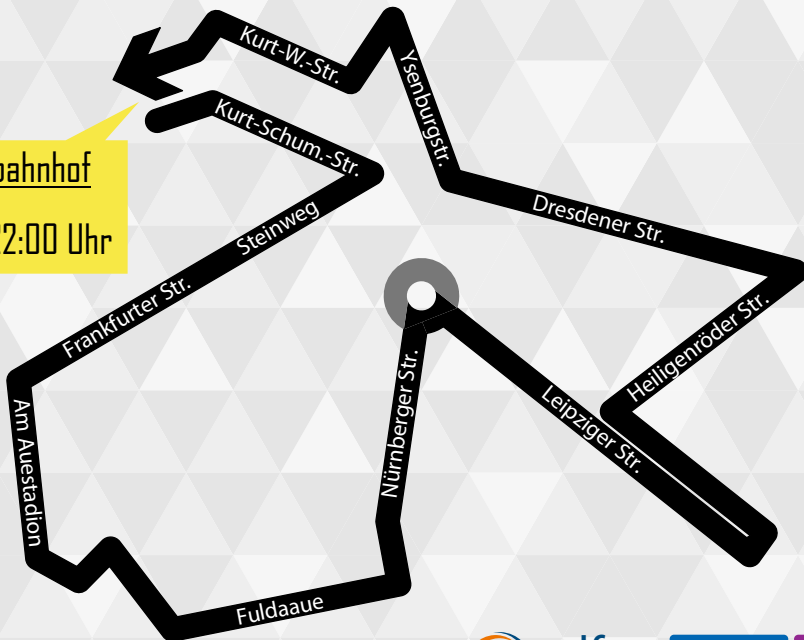 Kurt-W.-Str.
Ysenburgstr.
Kurt-Schum.-Str.
Dresdener Str.
Steinweg
Frankfurter Str.
Heiligenröder Str.
Leipziger Str.
Nürnberger Str.
Am Auestadion
Fuldaaue
bahnhof
22:00 Uhr